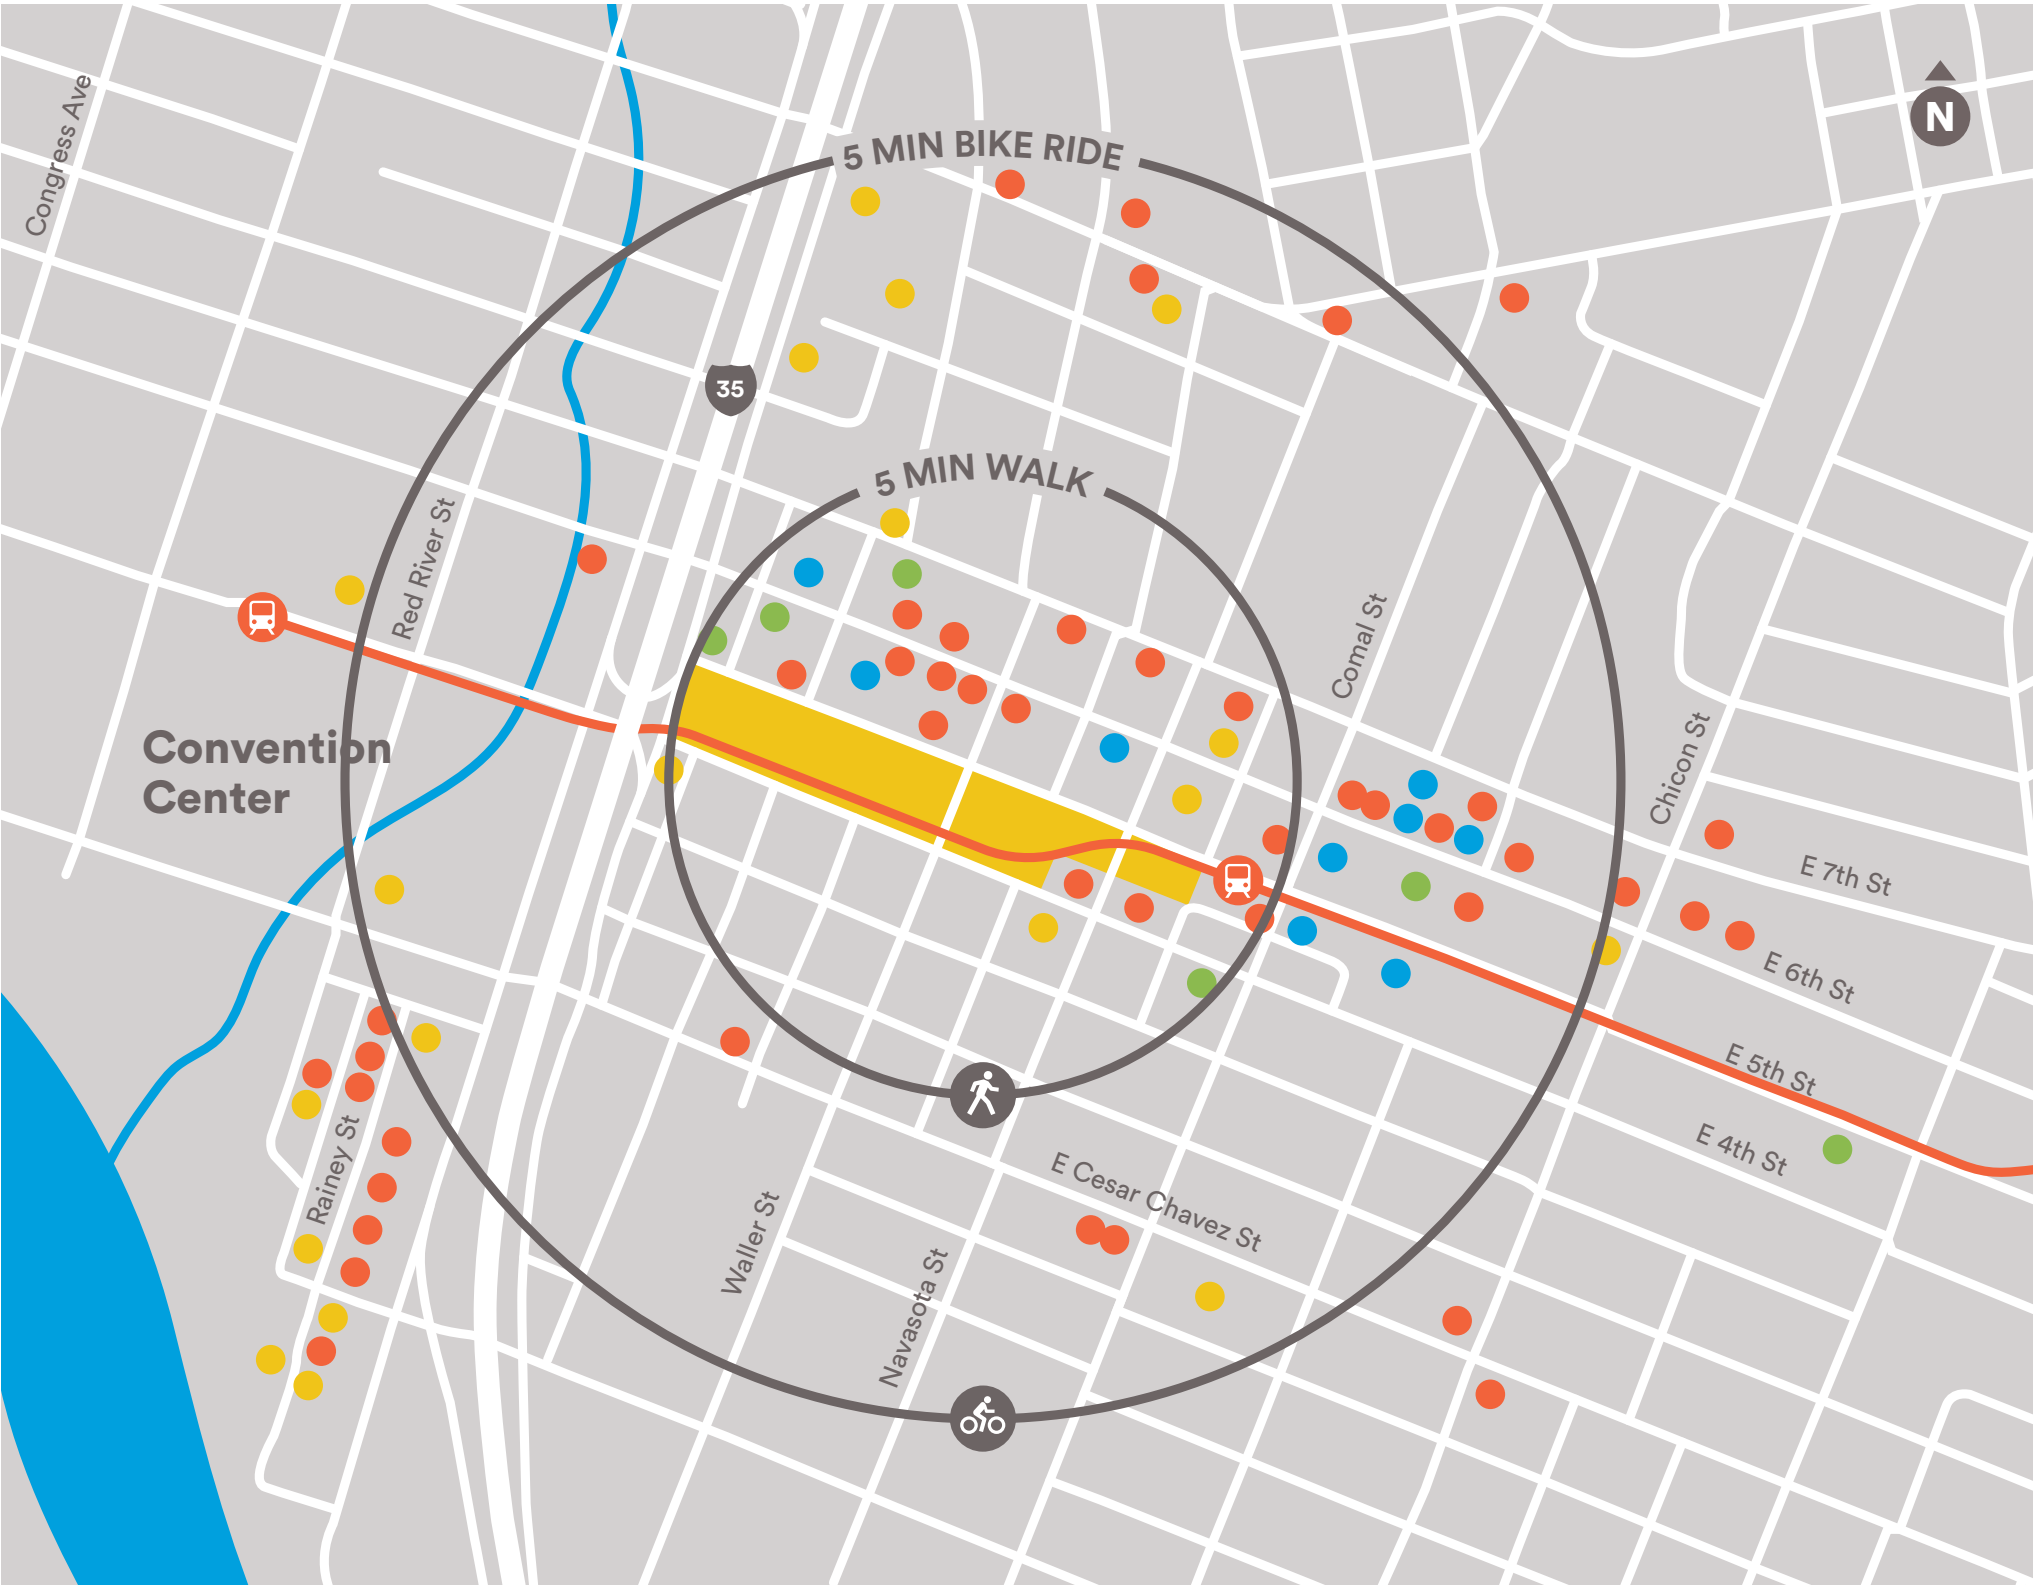 Congress Ave
N
5 MIN BIKE RIDE
35
5 MIN WALK
Red River St
Comal St
Convention
Center
Chicon St
E 7th St
E 6th St
E 5th St
E 4th St
Rainey St
E Cesar Chavez St
Waller St
Navasota St